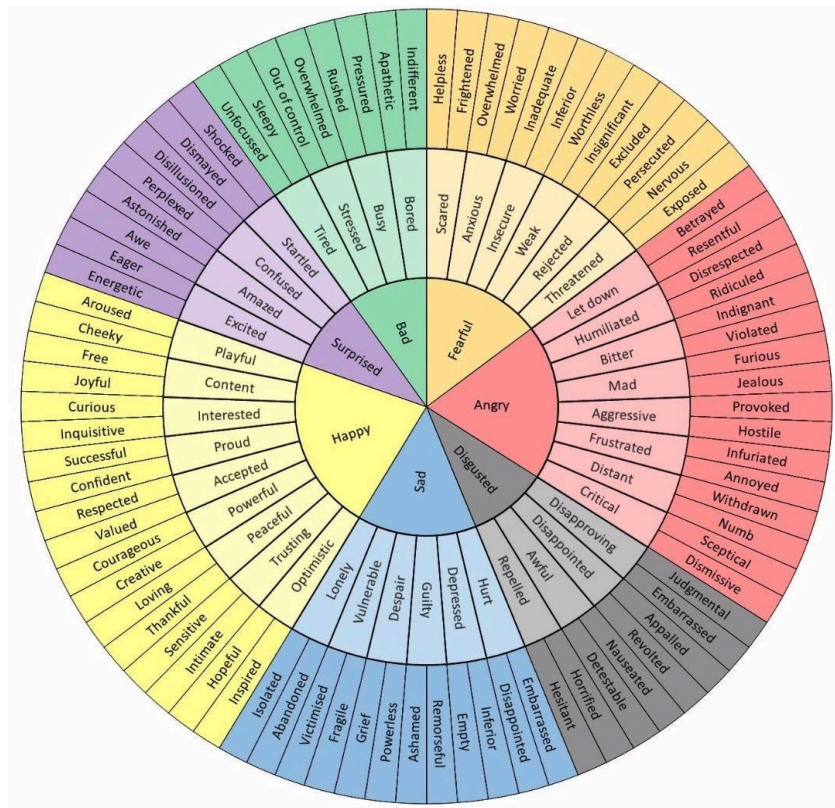 Fearful
Angry
Disgusted
Sad
Happy
Surprised
Bad
Scared
Anxious
Insecure
Weak
Rejected
Threatened
Let down
Humiliated
Bitter
Mad
Aggressive
Frustrated
Distant
Critical
Disapproving
Disappointed
Awful
Repelled
Hurt
Depressed
Guilty
Despair
Vulnerable
Lonely
Optimistic
Trusting
Peaceful
Powerful
Accepted
Proud
Interested
Content
Playful
Excited
Amazed
Confused
Startled
Tired
Stressed
Busy
Bored
Helpless
Frightened
Overwhelmed
Worried
Inadequate
Inferior
Worthless
Insignificant
Excluded
Persecuted
Nervous
Exposed
Betrayed
Resentful
Disrespected
Ridiculed
Indignant
Violated
Furious
Jealous
Provoked
Hostile
Infuriated
Annoyed
Withdrawn
Numb
Sceptical
Dismissive
Judgmental
Embarrassed
Appalled
Revolted
Nauseated
Detestable
Horrified
Hesitant
Embarrassed
Disappointed
Inferior
Empty
Remorseful
Ashamed
Powerless
Grief
Fragile
Victimised
Abandoned
Isolated
Inspired
Hopeful
Intimate
Sensitive
Thankful
Loving
Creative
Courageous
Valued
Respected
Confident
Successful
Inquisitive
Curious
Joyful
Free
Cheeky
Aroused
Energetic
Eager
Awe
Astonished
Perplexed
Disillusioned
Dismayed
Shocked
Unfocussed
Sleepy
Out of control
Overwhelmed
Rushed
Pressured
Apathetic
Indifferent